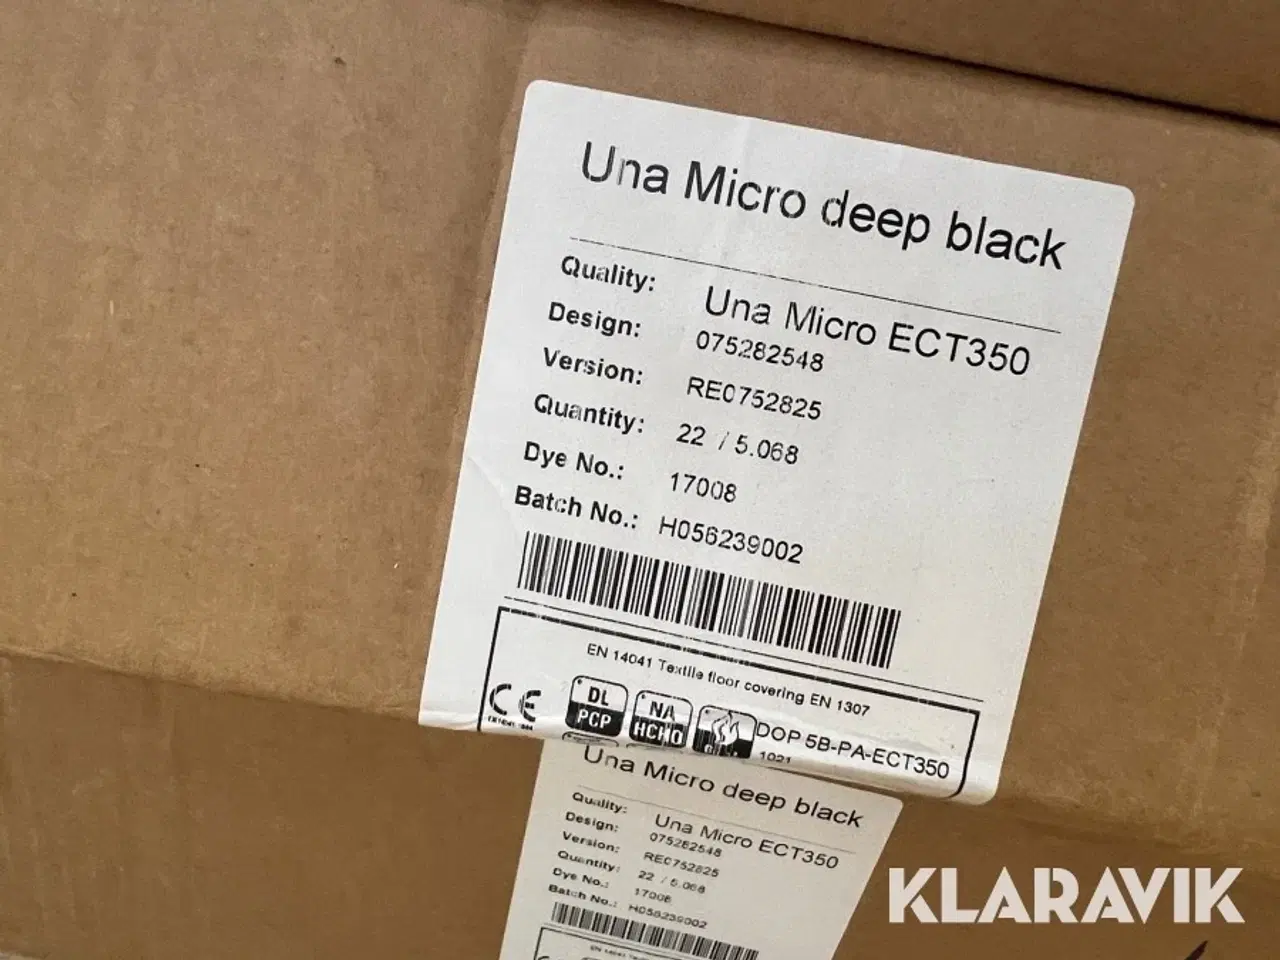 Una Micro deep black
Quality: Una Micro ECT350
Design: 075282548
Version: RE0752825
Quantity: 22 / 5.068
Dye No.: 17008
Batch No.: H056239002
EN 14041 Textile floor covering EN 1307
CE
DL
PCP
NA
HCHO
DOP 5B-PA-ECT350
1021
Una Micro deep black
Quality: Una Micro ECT350
Design: 075282548
Version: RE0752825
Quantity: 22 / 5.068
Dye No.: 17008
Batch No.: H056239002
KLARAVIK